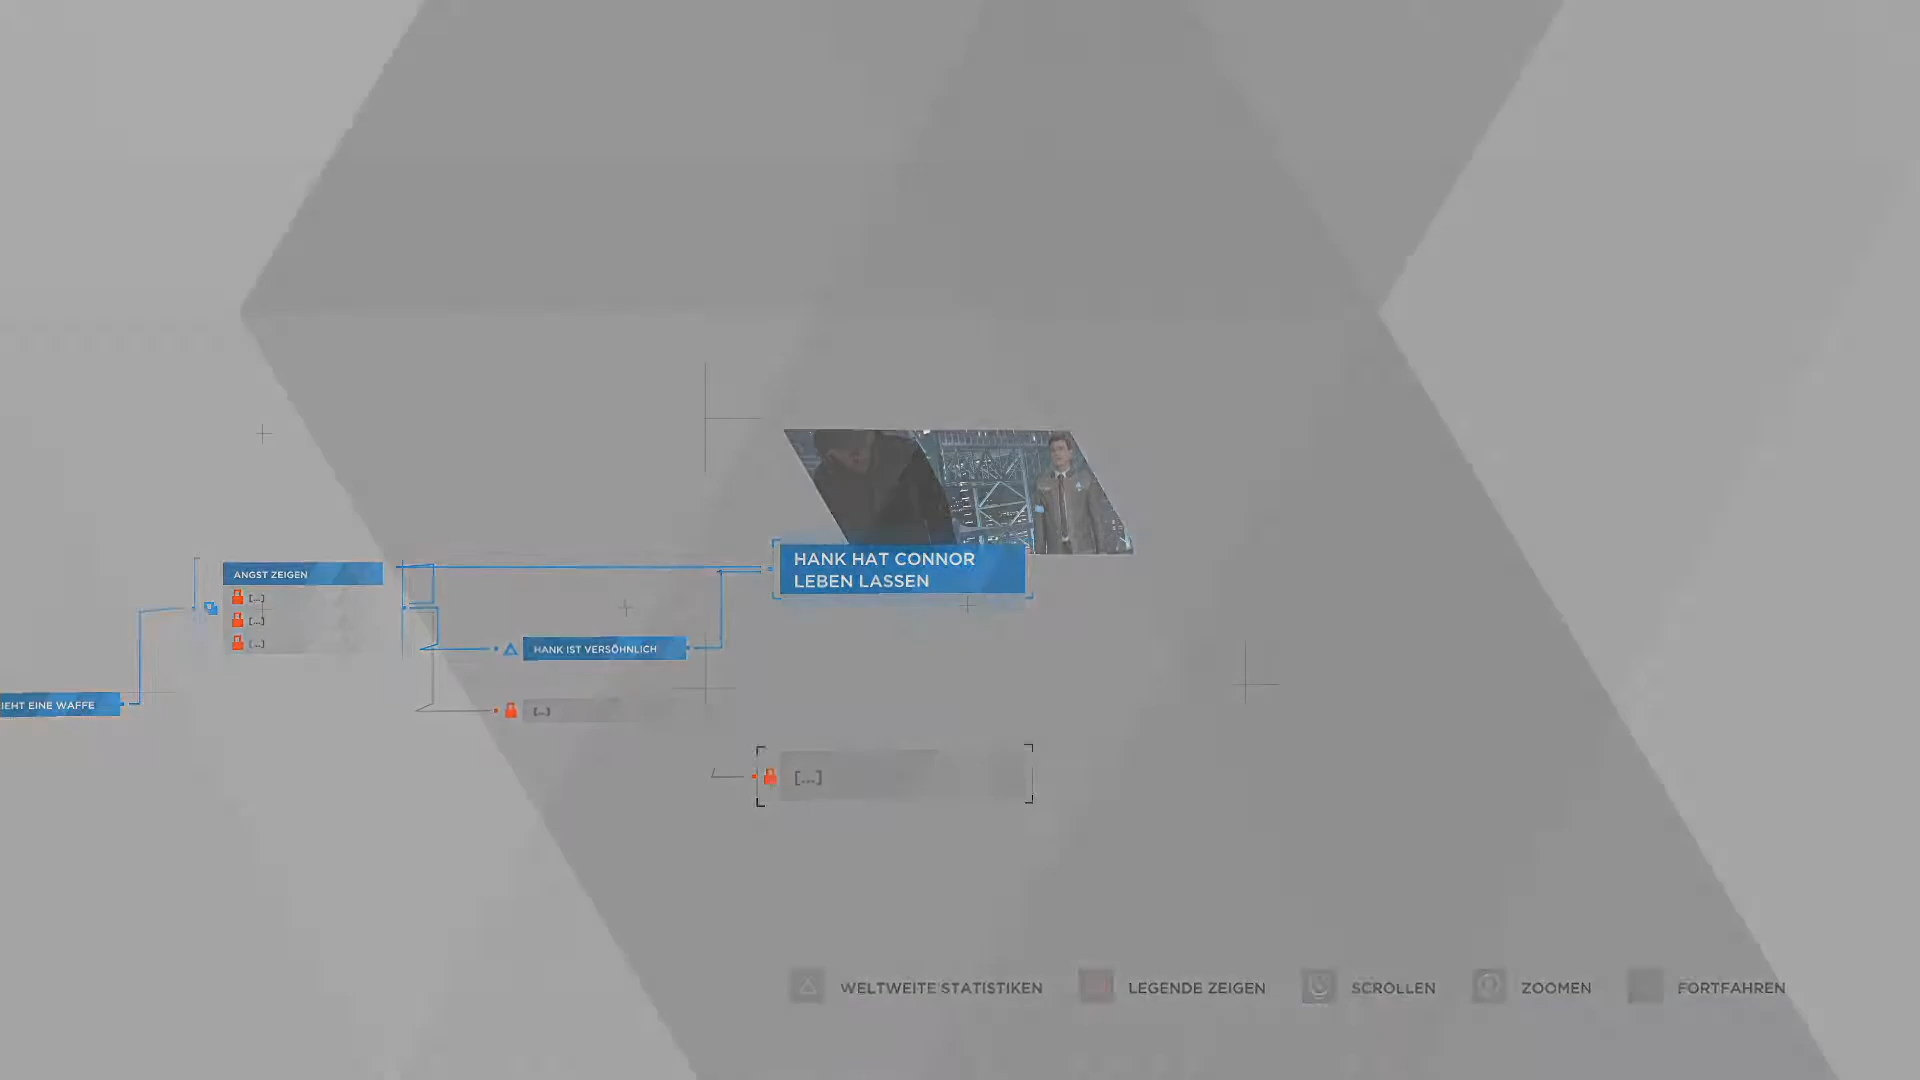 HANK HAT CONNOR
LEBEN LASSEN
ANGST ZEIGEN
[...]
[...]
[...]
HANK IST VERSÖHNLICH
IEHT EINE WAFFE
[...]
[...]
WELTWEITE STATISTIKEN
LEGENDE ZEIGEN
SCROLLEN
ZOOMEN
FORTFAHREN